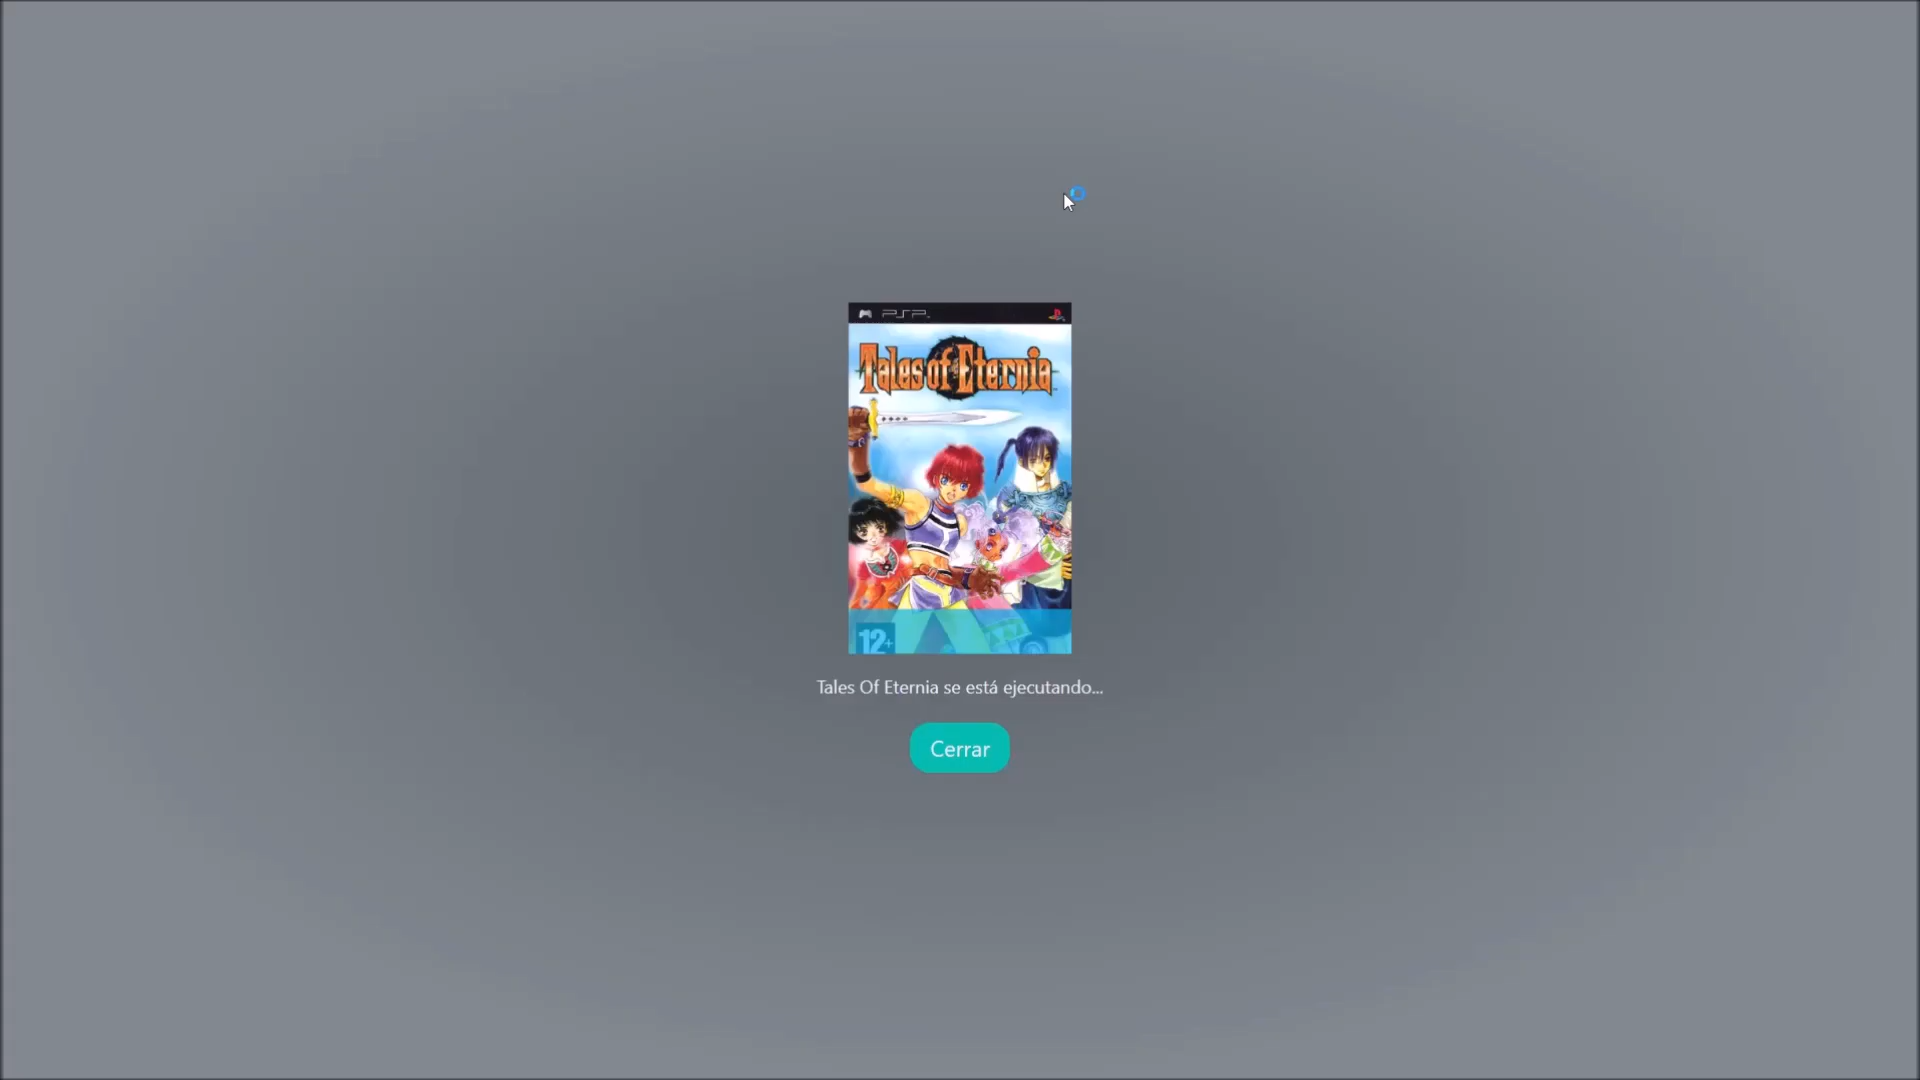 PSP
Tales of Eternia
12+
Tales Of Eternia se está ejecutando...
Cerrar